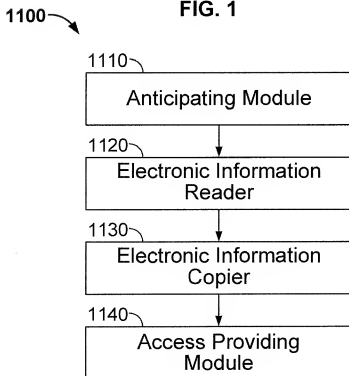 FIG. 1
1100
1110
Anticipating Module
1120
Electronic Information
Reader
1130
Electronic Information
Copier
1140
Access Providing
Module